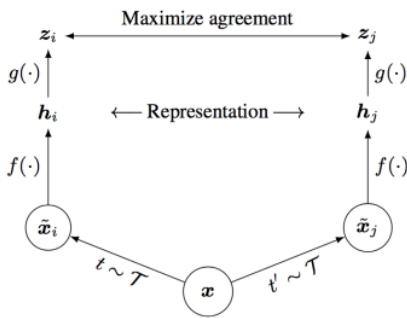 Maximize agreement
z_i z_j
g(·) g(·)
h_i ← Representation → h_j
f(·) f(·)
x̃_i x̃_j
t ∼ 𝒯 t′ ∼ 𝒯
x